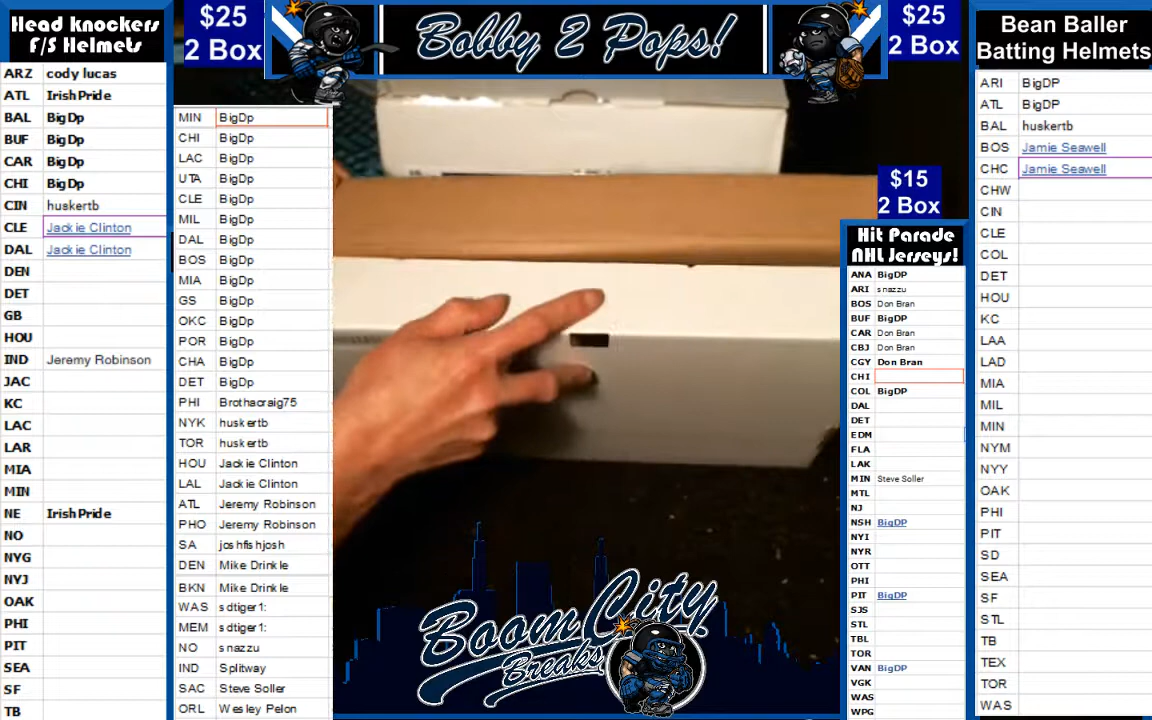 Head Knockers
F/S Helmets
ARZ cody lucas
ATL Irish Pride
BAL BigDp
BUF BigDp
CAR BigDp
CHI BigDp
CIN huskertb
CLE Jackie Clinton
DAL Jackie Clinton
DEN
DET
GB
HOU
IND Jeremy Robinson
JAC
KC
LAC
LAR
MIA
MIN
NE Irish Pride
NO
NYG
NYJ
OAK
PHI
PIT
SEA
SF
TB
$25
2 Box
MIN BigDp
CHI BigDp
LAC BigDp
UTA BigDp
CLE BigDp
MIL BigDp
DAL BigDp
BOS BigDp
MIA BigDp
GS BigDp
OKC BigDp
POR BigDp
CHA BigDp
DET BigDp
PHI Brothacraig75
NYK huskertb
TOR huskertb
HOU Jackie Clinton
LAL Jackie Clinton
ATL Jeremy Robinson
PHO Jeremy Robinson
SA joshfishjosh
DEN Mike Drinkle
BKN Mike Drinkle
WAS sdtiger1:
MEM sdtiger1:
NO snazzu
IND Splitway
SAC Steve Soller
ORL Wesley Pelon
Bobby 2 Pops!
Boom City
Breaks
$25
2 Box
$15
2 Box
Hit Parade
NHL Jerseys!
ANA BigDP
ARI snazzu
BOS Don Bran
BUF BigDP
CAR Don Bran
CBJ Don Bran
CGY Don Bran
CHI
COL BigDP
DAL
DET
EDM
FLA
LAK
MIN Steve Soller
MTL
NJ
NSH BigDP
NYI
NYR
OTT
PHI
PIT BigDP
SJS
STL
TBL
TOR
VAN BigDP
VGK
WAS
WPG
Bean Baller
Batting Helmets
ARI BigDP
ATL BigDP
BAL huskertb
BOS Jamie Seawell
CHC Jamie Seawell
CHW
CIN
CLE
COL
DET
HOU
KC
LAA
LAD
MIA
MIL
MIN
NYM
NYY
OAK
PHI
PIT
SD
SEA
SF
STL
TB
TEX
TOR
WAS